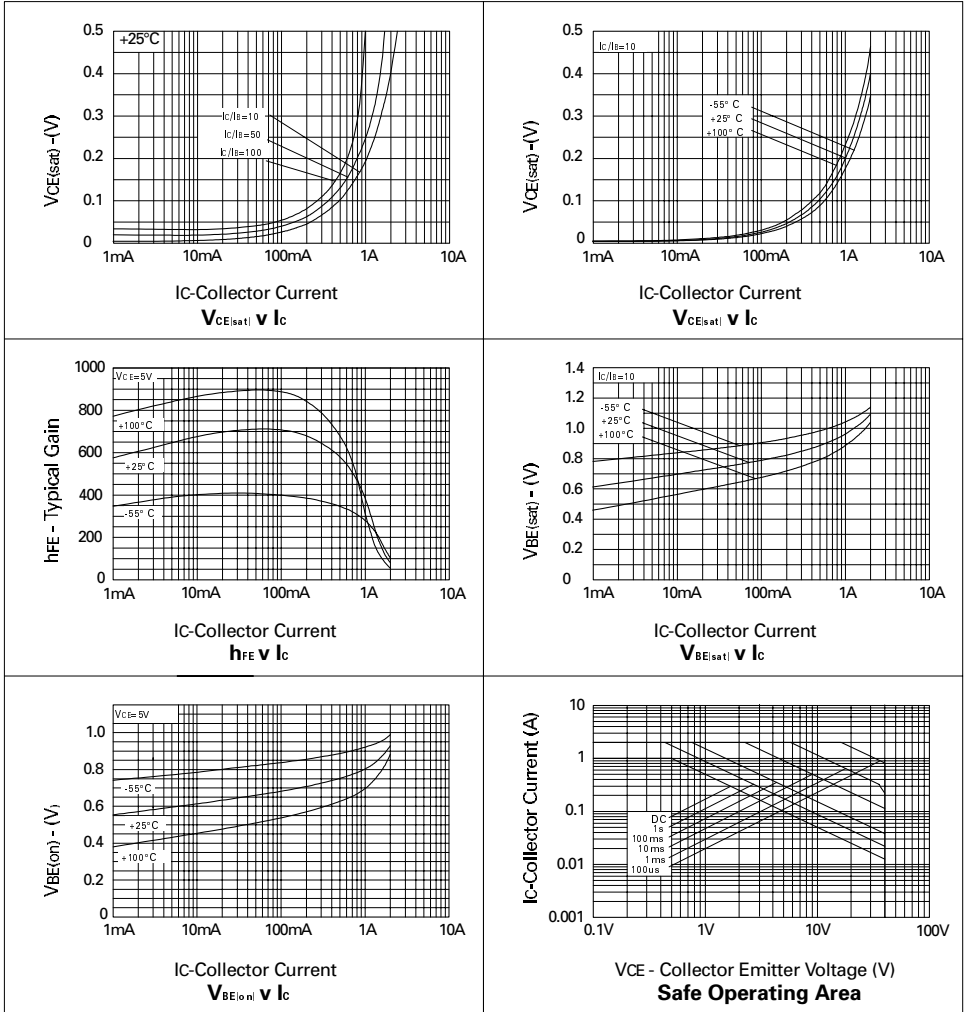 VCE(sat) -(V)
0.5
0.4
0.3
0.2
0.1
0
+25°C
IC/IB=10
IC/IB=50
IC/IB=100
1mA 10mA 100mA 1A 10A
IC-Collector Current
VCE(sat) v IC
VCE(sat) -(V)
0.5
0.4
0.3
0.2
0.1
0
IC/IB=10
-55° C
+25° C
+100° C
1mA 10mA 100mA 1A 10A
IC-Collector Current
VCE(sat) v IC
hFE - Typical Gain
1000
800
600
400
200
0
VCE=5V
+100°C
+25°C
-55° C
1mA 10mA 100mA 1A 10A
IC-Collector Current
hFE v IC
VBE(sat) - (V)
1.4
1.2
1.0
0.8
0.6
0.4
0.2
0
IC/IB=10
-55° C
+25° C
+100° C
1mA 10mA 100mA 1A 10A
IC-Collector Current
VBE(sat) v IC
VBE(on) - (V)
1.0
0.8
0.6
0.4
0.2
0
VCE=5V
-55°C
+25°C
+100°C
1mA 10mA 100mA 1A 10A
IC-Collector Current
VBE(on) v IC
IC-Collector Current (A)
10
1
0.1
0.01
0.001
DC
1s
100ms
10ms
1ms
100us
0.1V 1V 10V 100V
VCE - Collector Emitter Voltage (V)
Safe Operating Area